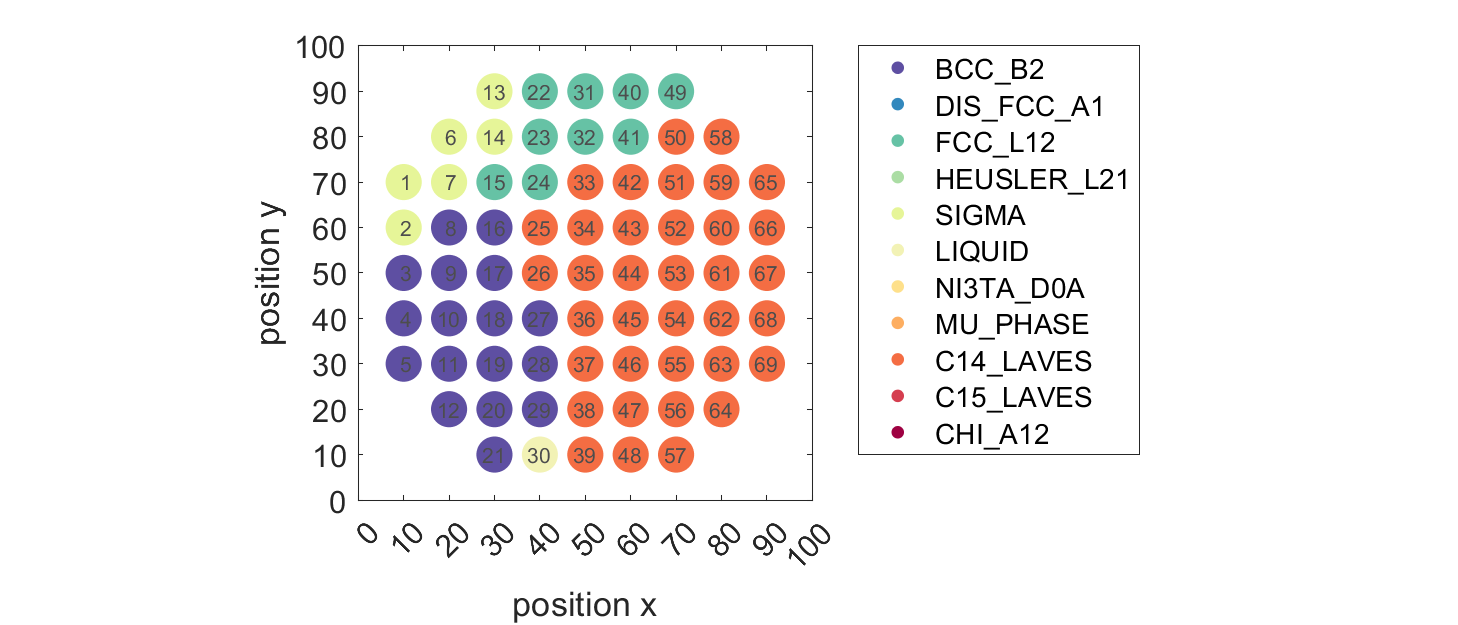 100
90
80
70
60
50
40
30
20
10
0
position y
13 22 31 40 49
6 14 23 32 41 50 58
1 7 15 24 33 42 51 59 65
2 8 16 25 34 43 52 60 66
3 9 17 26 35 44 53 61 67
4 10 18 27 36 45 54 62 68
5 11 19 28 37 46 55 63 69
12 20 29 38 47 56 64
21 30 39 48 57
0 10 20 30 40 50 60 70 80 90 100
position x
BCC_B2
DIS_FCC_A1
FCC_L12
HEUSLER_L21
SIGMA
LIQUID
NI3TA_D0A
MU_PHASE
C14_LAVES
C15_LAVES
CHI_A12